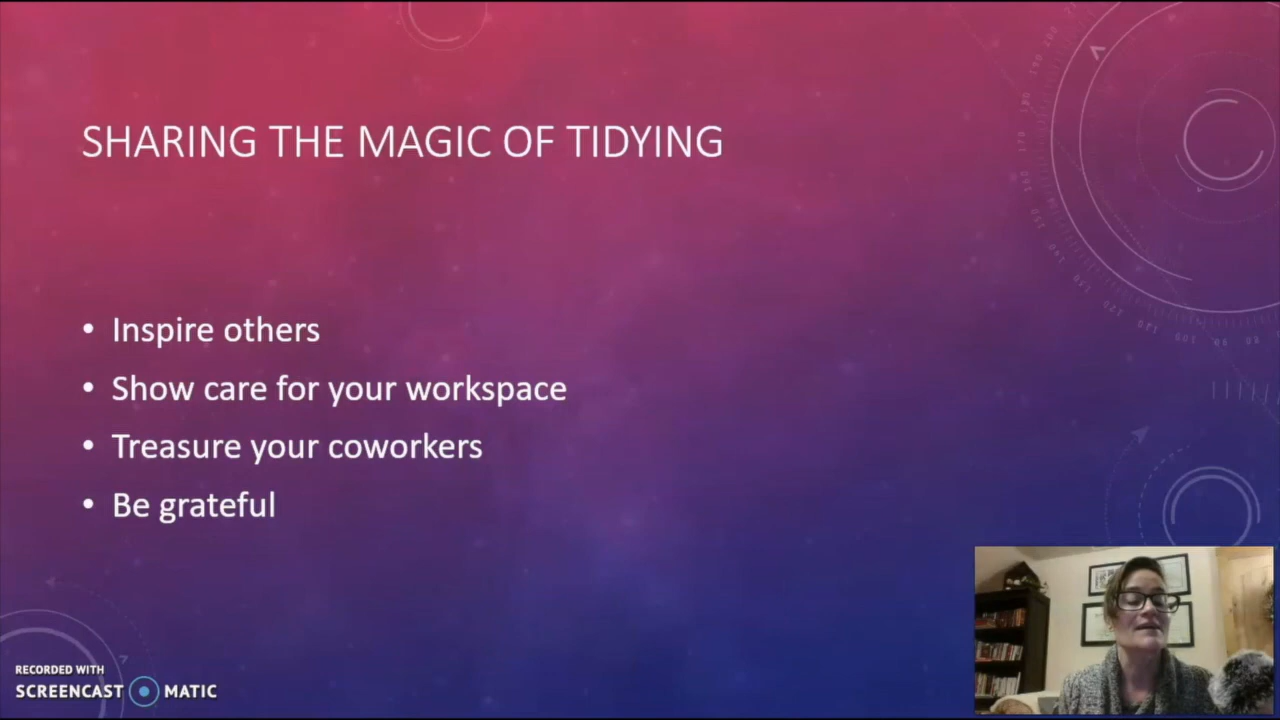 SHARING THE MAGIC OF TIDYING
• Inspire others
• Show care for your workspace
• Treasure your coworkers
• Be grateful
RECORDED WITH
SCREENCAST MATIC